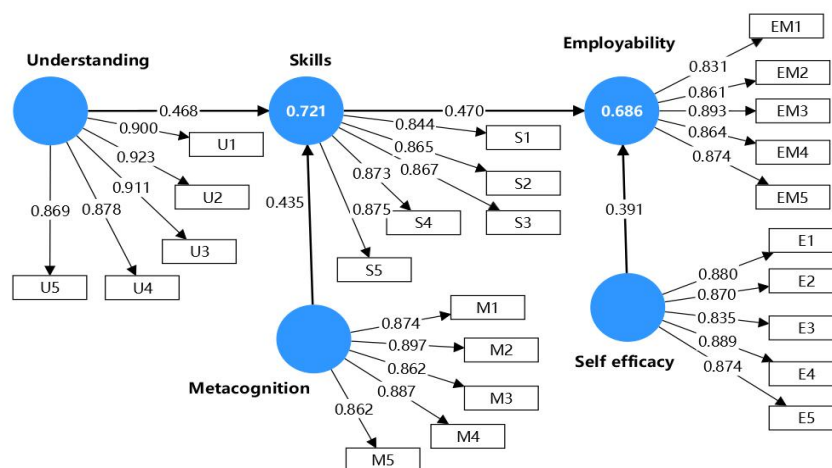 Understanding
Skills
Employability
EM1
0.831
EM2
0.861
0.468
0.721
0.470
0.686
0.893
EM3
0.900
U1
0.844
S1
0.864
EM4
0.923
0.865
0.874
0.911
U2
0.873
0.867
S2
EM5
0.869
0.878
0.435
0.875
S4
S3
0.391
U3
E1
U5
U4
S5
0.880
E2
0.870
M1
0.835
E3
0.874
0.889
0.897
M2
Self efficacy
0.874
E4
Metacognition
0.862
M3
0.887
E5
0.862
M4
M5